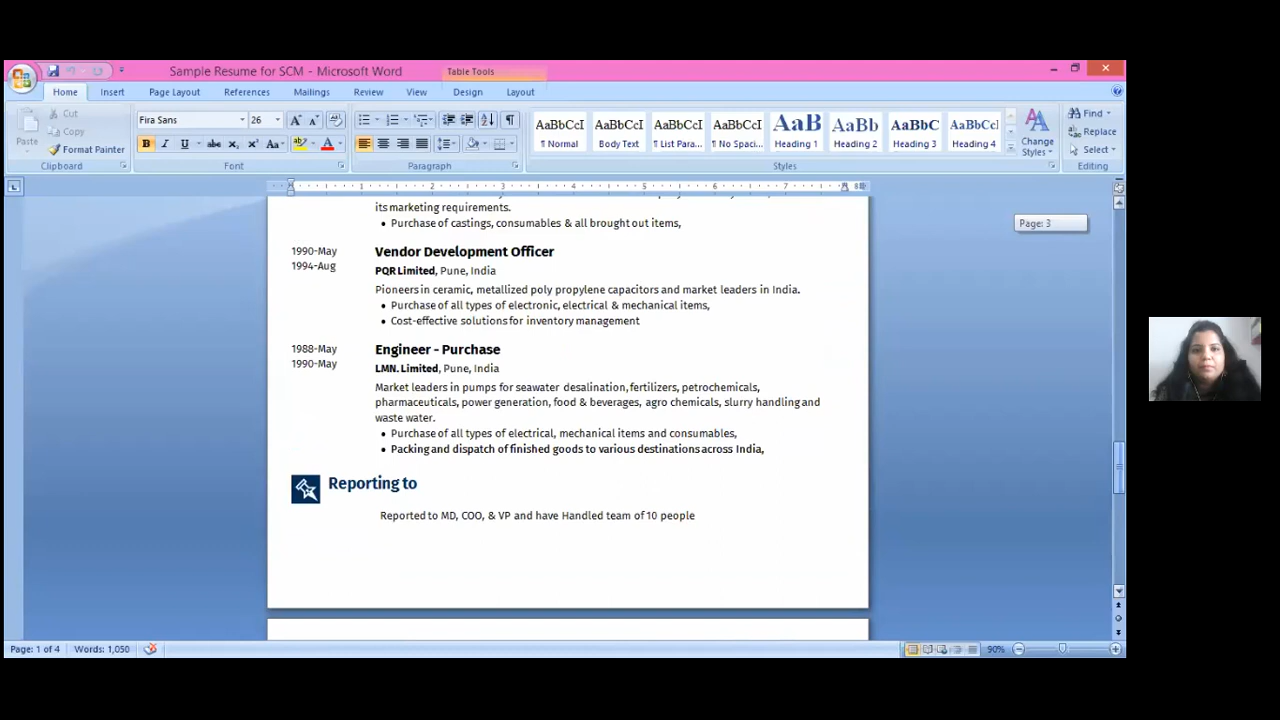 Sample Resume for SCM - Microsoft Word
Table Tools
Home Insert Page Layout References Mailings Review View Design Layout
Paste
Cut
Copy
Format Painter
Clipboard
Fira Sans 26
Font
Paragraph
AaBbCcI AaBbCcI AaBbCcI AaBbCcI AaB AaBb AaBbC AaBbCcI
¶ Normal Body Text ¶ List Para... ¶ No Spaci... Heading 1 Heading 2 Heading 3 Heading 4
Change
Styles
Styles
Find
Replace
Select
Editing
1 2 3 4 5 6 7
its marketing requirements.
• Purchase of castings, consumables & all brought out items,
Page: 3
1990-May
1994-Aug
Vendor Development Officer
PQR Limited, Pune, India
Pioneers in ceramic, metallized poly propylene capacitors and market leaders in India.
• Purchase of all types of electronic, electrical & mechanical items,
• Cost-effective solutions for inventory management
1988-May
1990-May
Engineer - Purchase
LMN. Limited, Pune, India
Market leaders in pumps for seawater desalination, fertilizers, petrochemicals,
pharmaceuticals, power generation, food & beverages, agro chemicals, slurry handling and
waste water.
• Purchase of all types of electrical, mechanical items and consumables,
• Packing and dispatch of finished goods to various destinations across India,
Reporting to
Reported to MD, COO, & VP and have Handled team of 10 people
Page: 1 of 4 Words: 1,050 90%